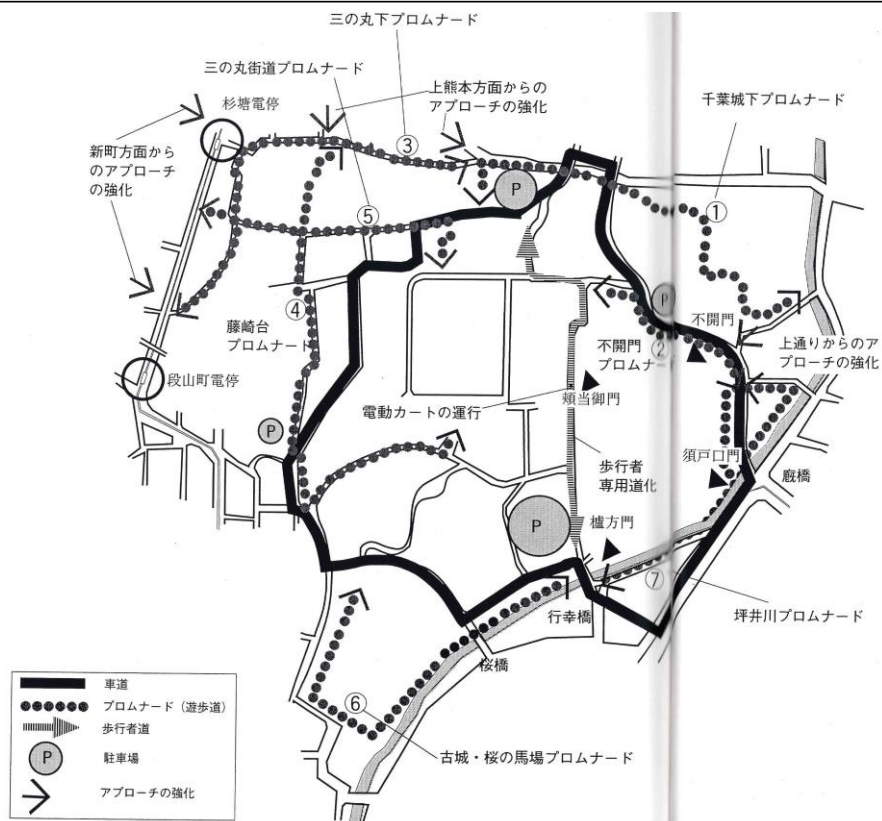 三の丸下プロムナード
三の丸街道プロムナード
上熊本方面からの
アプローチの強化
千葉城下プロムナード
杉塘電停
新町方面から
のアプローチ
の強化
③
P
①
⑤
④
藤崎台
プロムナード
P
不開門
②
不開門
プロムナード
上通りからのア
プローチの強化
段山町電停
電動カートの運行
頬当御門
P
歩行者
専用道化
須戸口門
厩橋
P
櫨方門
⑦
坪井川プロムナード
行幸橋
桜橋
⑥
古城・桜の馬場プロムナード
車道
プロムナード（遊歩道）
歩行者道
P
駐車場
アプローチの強化